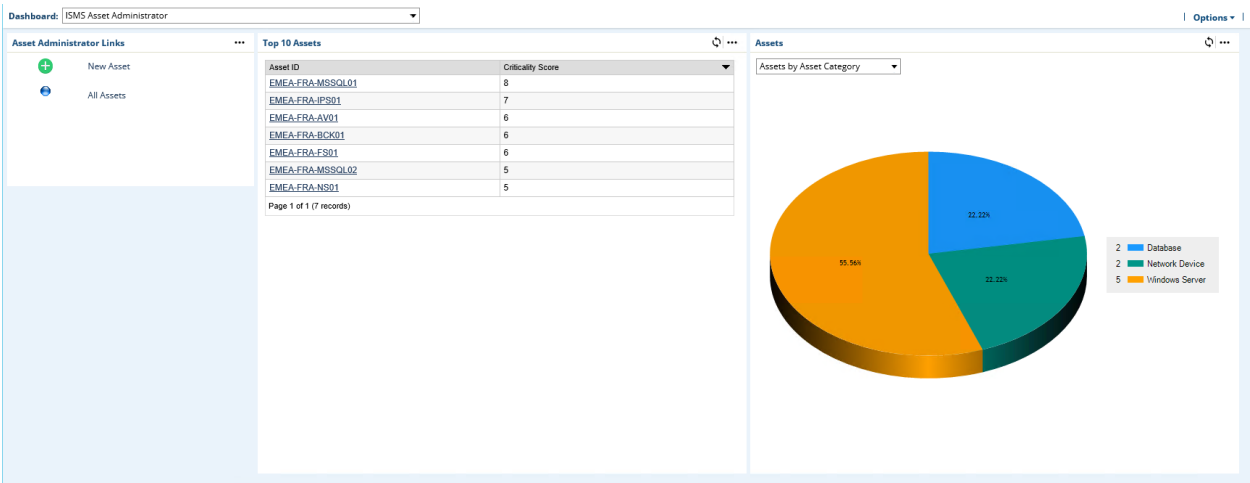 Dashboard: ISMS Asset Administrator
Options
Asset Administrator Links
New Asset
All Assets
Top 10 Assets
Asset ID Criticality Score
EMEA-FRA-MSSQL01 8
EMEA-FRA-IPS01 7
EMEA-FRA-AV01 6
EMEA-FRA-BCK01 6
EMEA-FRA-FS01 6
EMEA-FRA-MSSQL02 5
EMEA-FRA-NS01 5
Page 1 of 1 (7 records)
Assets
Assets by Asset Category
22.22%
55.56%
22.22%
2 Database
2 Network Device
5 Windows Server